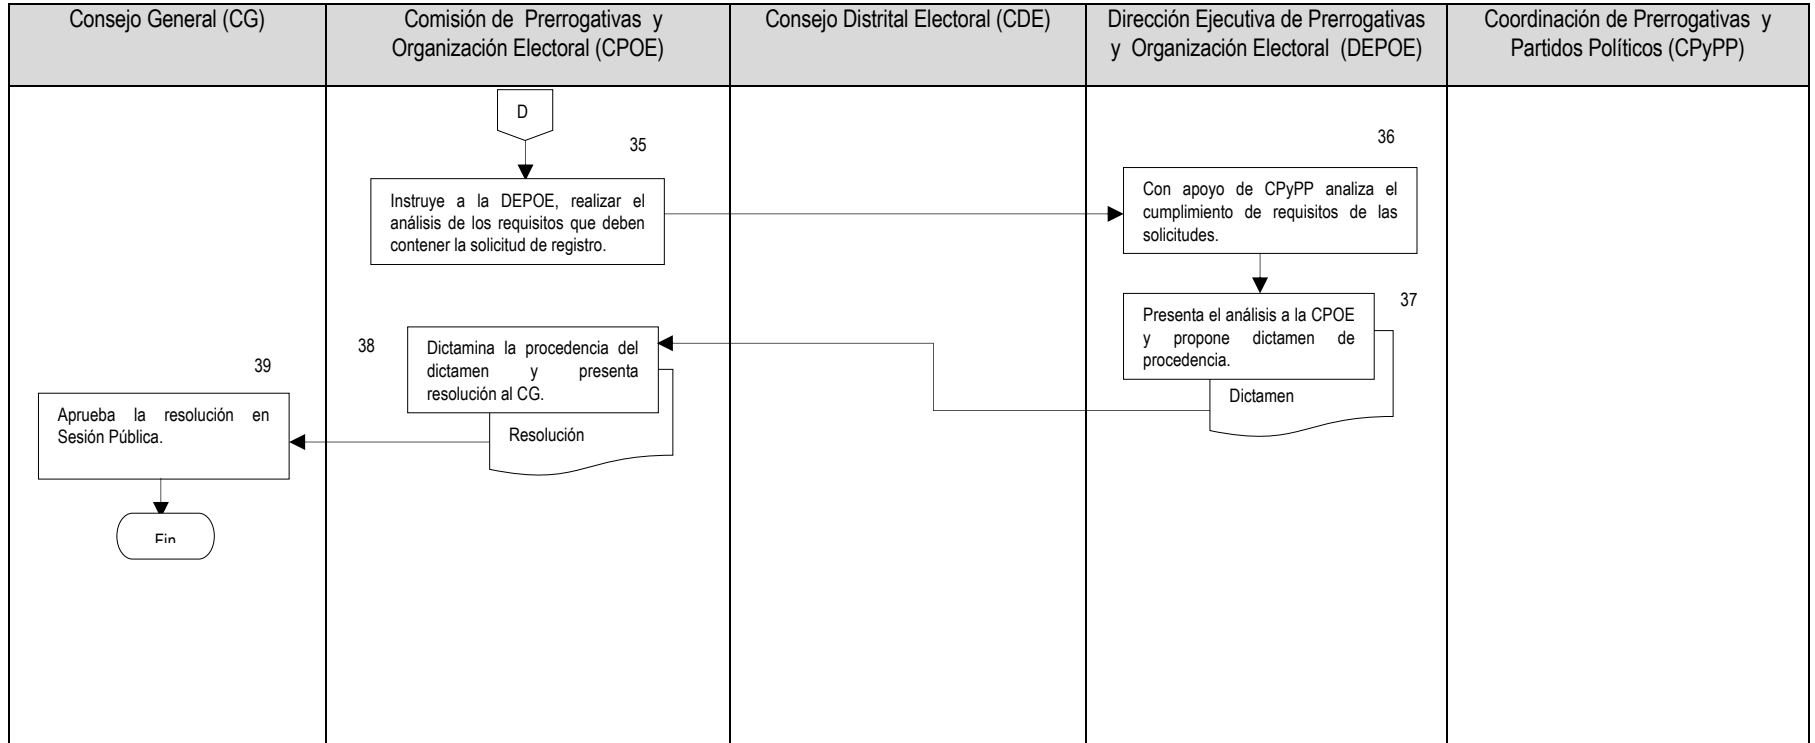 Consejo General (CG)
Comisión de Prerrogativas y
Organización Electoral (CPOE)
Consejo Distrital Electoral (CDE)
Dirección Ejecutiva de Prerrogativas
y Organización Electoral (DEPOE)
Coordinación de Prerrogativas y
Partidos Políticos (CPyPP)
D
35
Instruye a la DEPOE, realizar el
análisis de los requisitos que deben
contener la solicitud de registro.
36
Con apoyo de CPyPP analiza el
cumplimiento de requisitos de las
solicitudes.
37
Presenta el análisis a la CPOE
y propone dictamen de
procedencia.
Dictamen
38
Dictamina la procedencia del
dictamen y presenta
resolución al CG.
Resolución
39
Aprueba la resolución en
Sesión Pública.
Fin